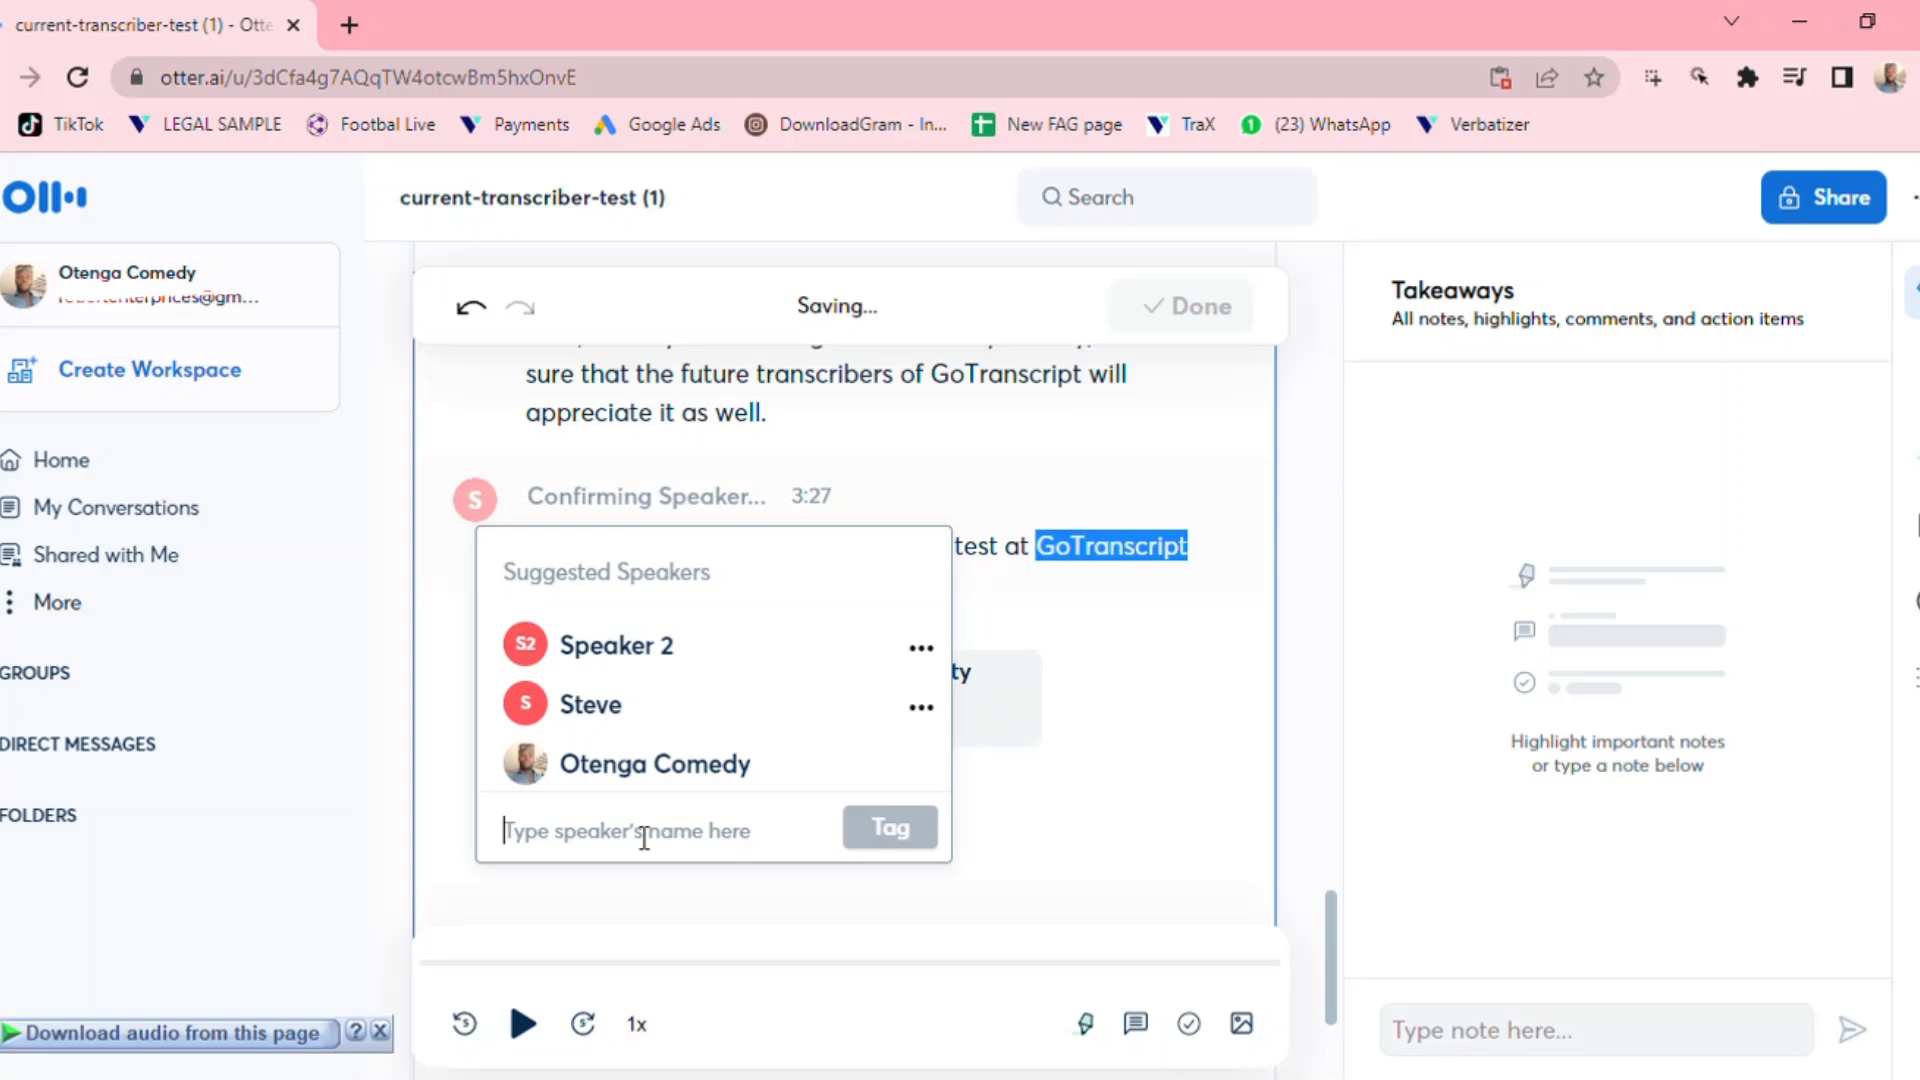 current-transcriber-test (1) - Otte
otter.ai/u/3dCfa4g7AQqTW4otcwBm5hxOnvE
TikTok
LEGAL SAMPLE
Footbal Live
Payments
Google Ads
DownloadGram - In...
New FAG page
TraX
(23) WhatsApp
Verbatizer
current-transcriber-test (1)
Search
Share
Otenga Comedy
Create Workspace
Home
My Conversations
Shared with Me
More
GROUPS
DIRECT MESSAGES
FOLDERS
Download audio from this page
?
X
Saving...
Done
sure that the future transcribers of GoTranscript will
appreciate it as well.
S
Confirming Speaker... 3:27
test at GoTranscript
Suggested Speakers
S2 Speaker 2
S Steve
Otenga Comedy
Type speaker's name here
Tag
ty
5
5
1x
Takeaways
All notes, highlights, comments, and action items
Highlight important notes
or type a note below
Type note here...